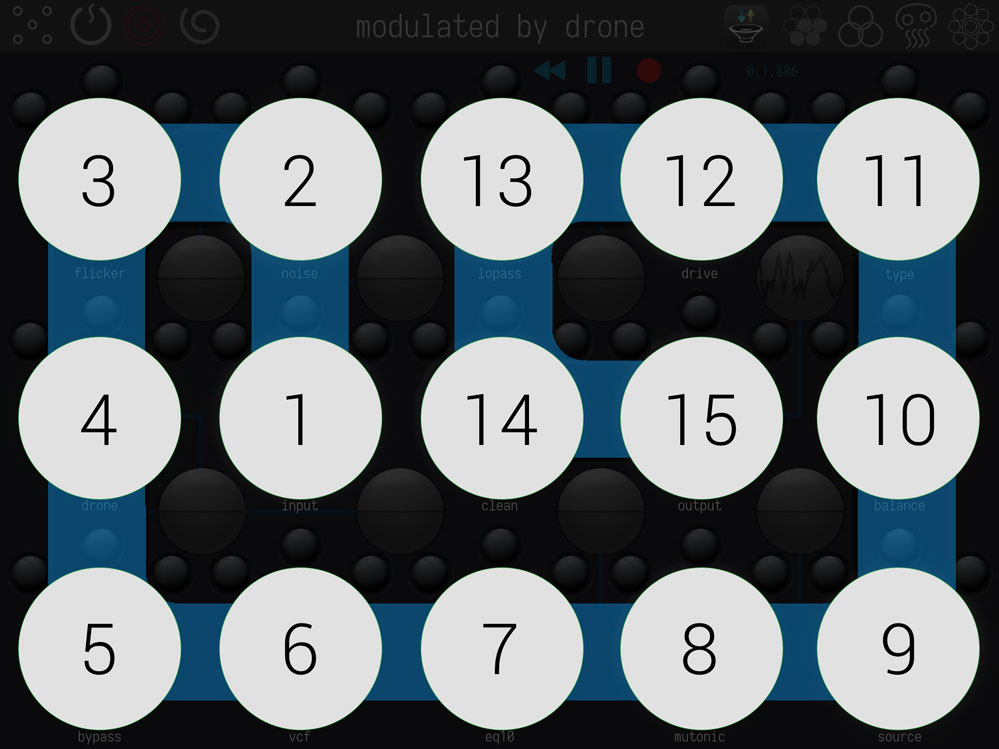 modulated by drone
0:1.886
3 2 13 12 11
flicker noise lopass drive type
4 1 14 15 10
drone input clean output balance
5 6 7 8 9
bypass vcf eq10 mutonic source